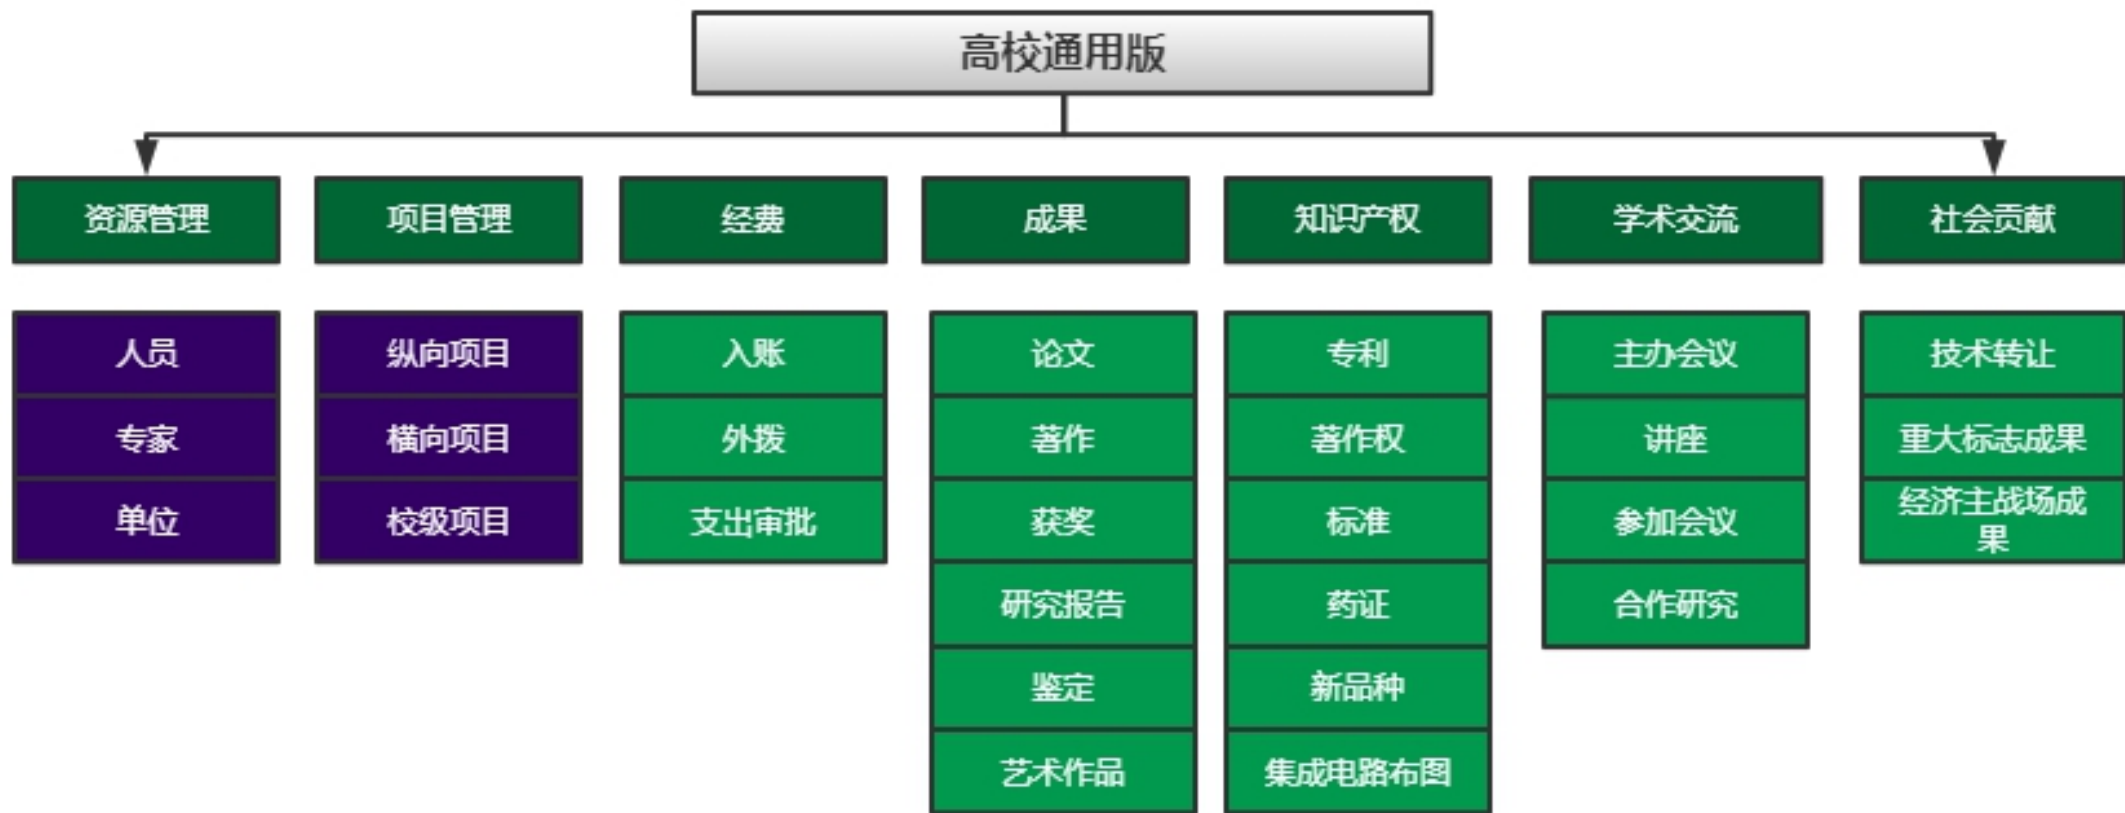 高校通用版
资源管理
项目管理
经费
成果
知识产权
学术交流
社会贡献
人员
纵向项目
入账
论文
专利
主办会议
技术转让
专家
横向项目
外拨
著作
著作权
讲座
重大标志成果
单位
校级项目
支出审批
获奖
标准
参加会议
经济主战场成
果
研究报告
药证
合作研究
鉴定
新品种
艺术作品
集成电路布图